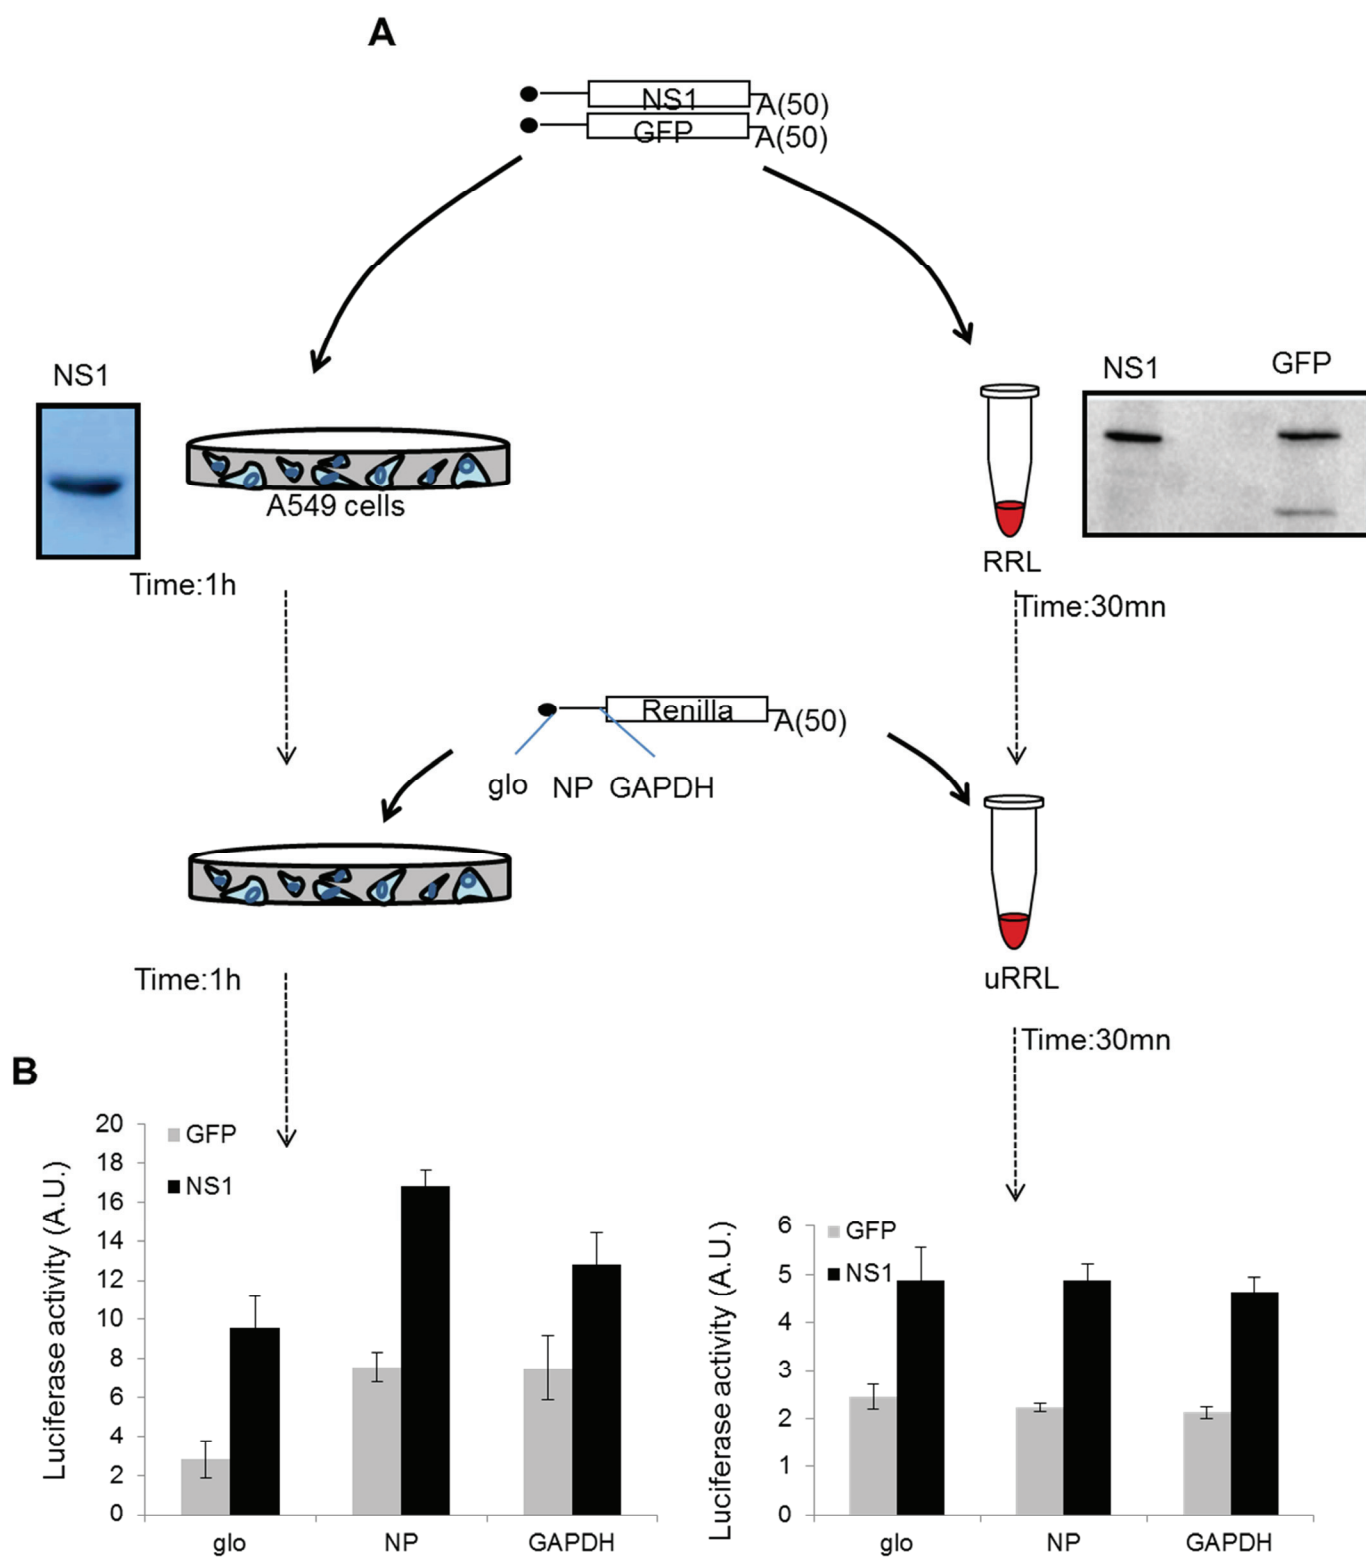 A
NS1 A(50)
GFP A(50)
NS1
NS1 GFP
A549 cells
RRL
Time:1h
Time:30mn
Renilla A(50)
glo NP GAPDH
uRRL
Time:1h
Time:30mn
B
Luciferase activity (A.U.)
20
18
16
14
12
10
8
6
4
2
0
GFP
NS1
glo NP GAPDH
Luciferase activity (A.U.)
6
5
4
3
2
1
0
GFP
NS1
glo NP GAPDH